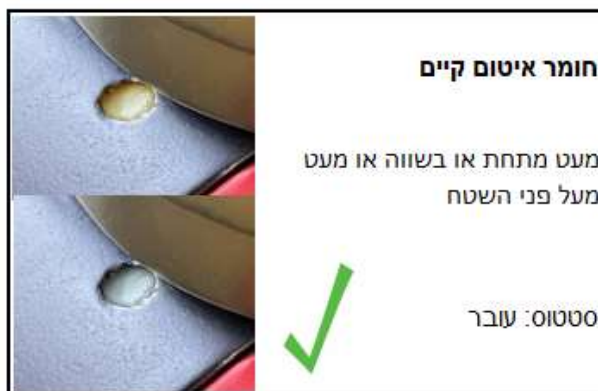 חומר איטום קיים
מעט מתחת או בשווה או מעט
מעל פני השטח
סטטוס: עובר